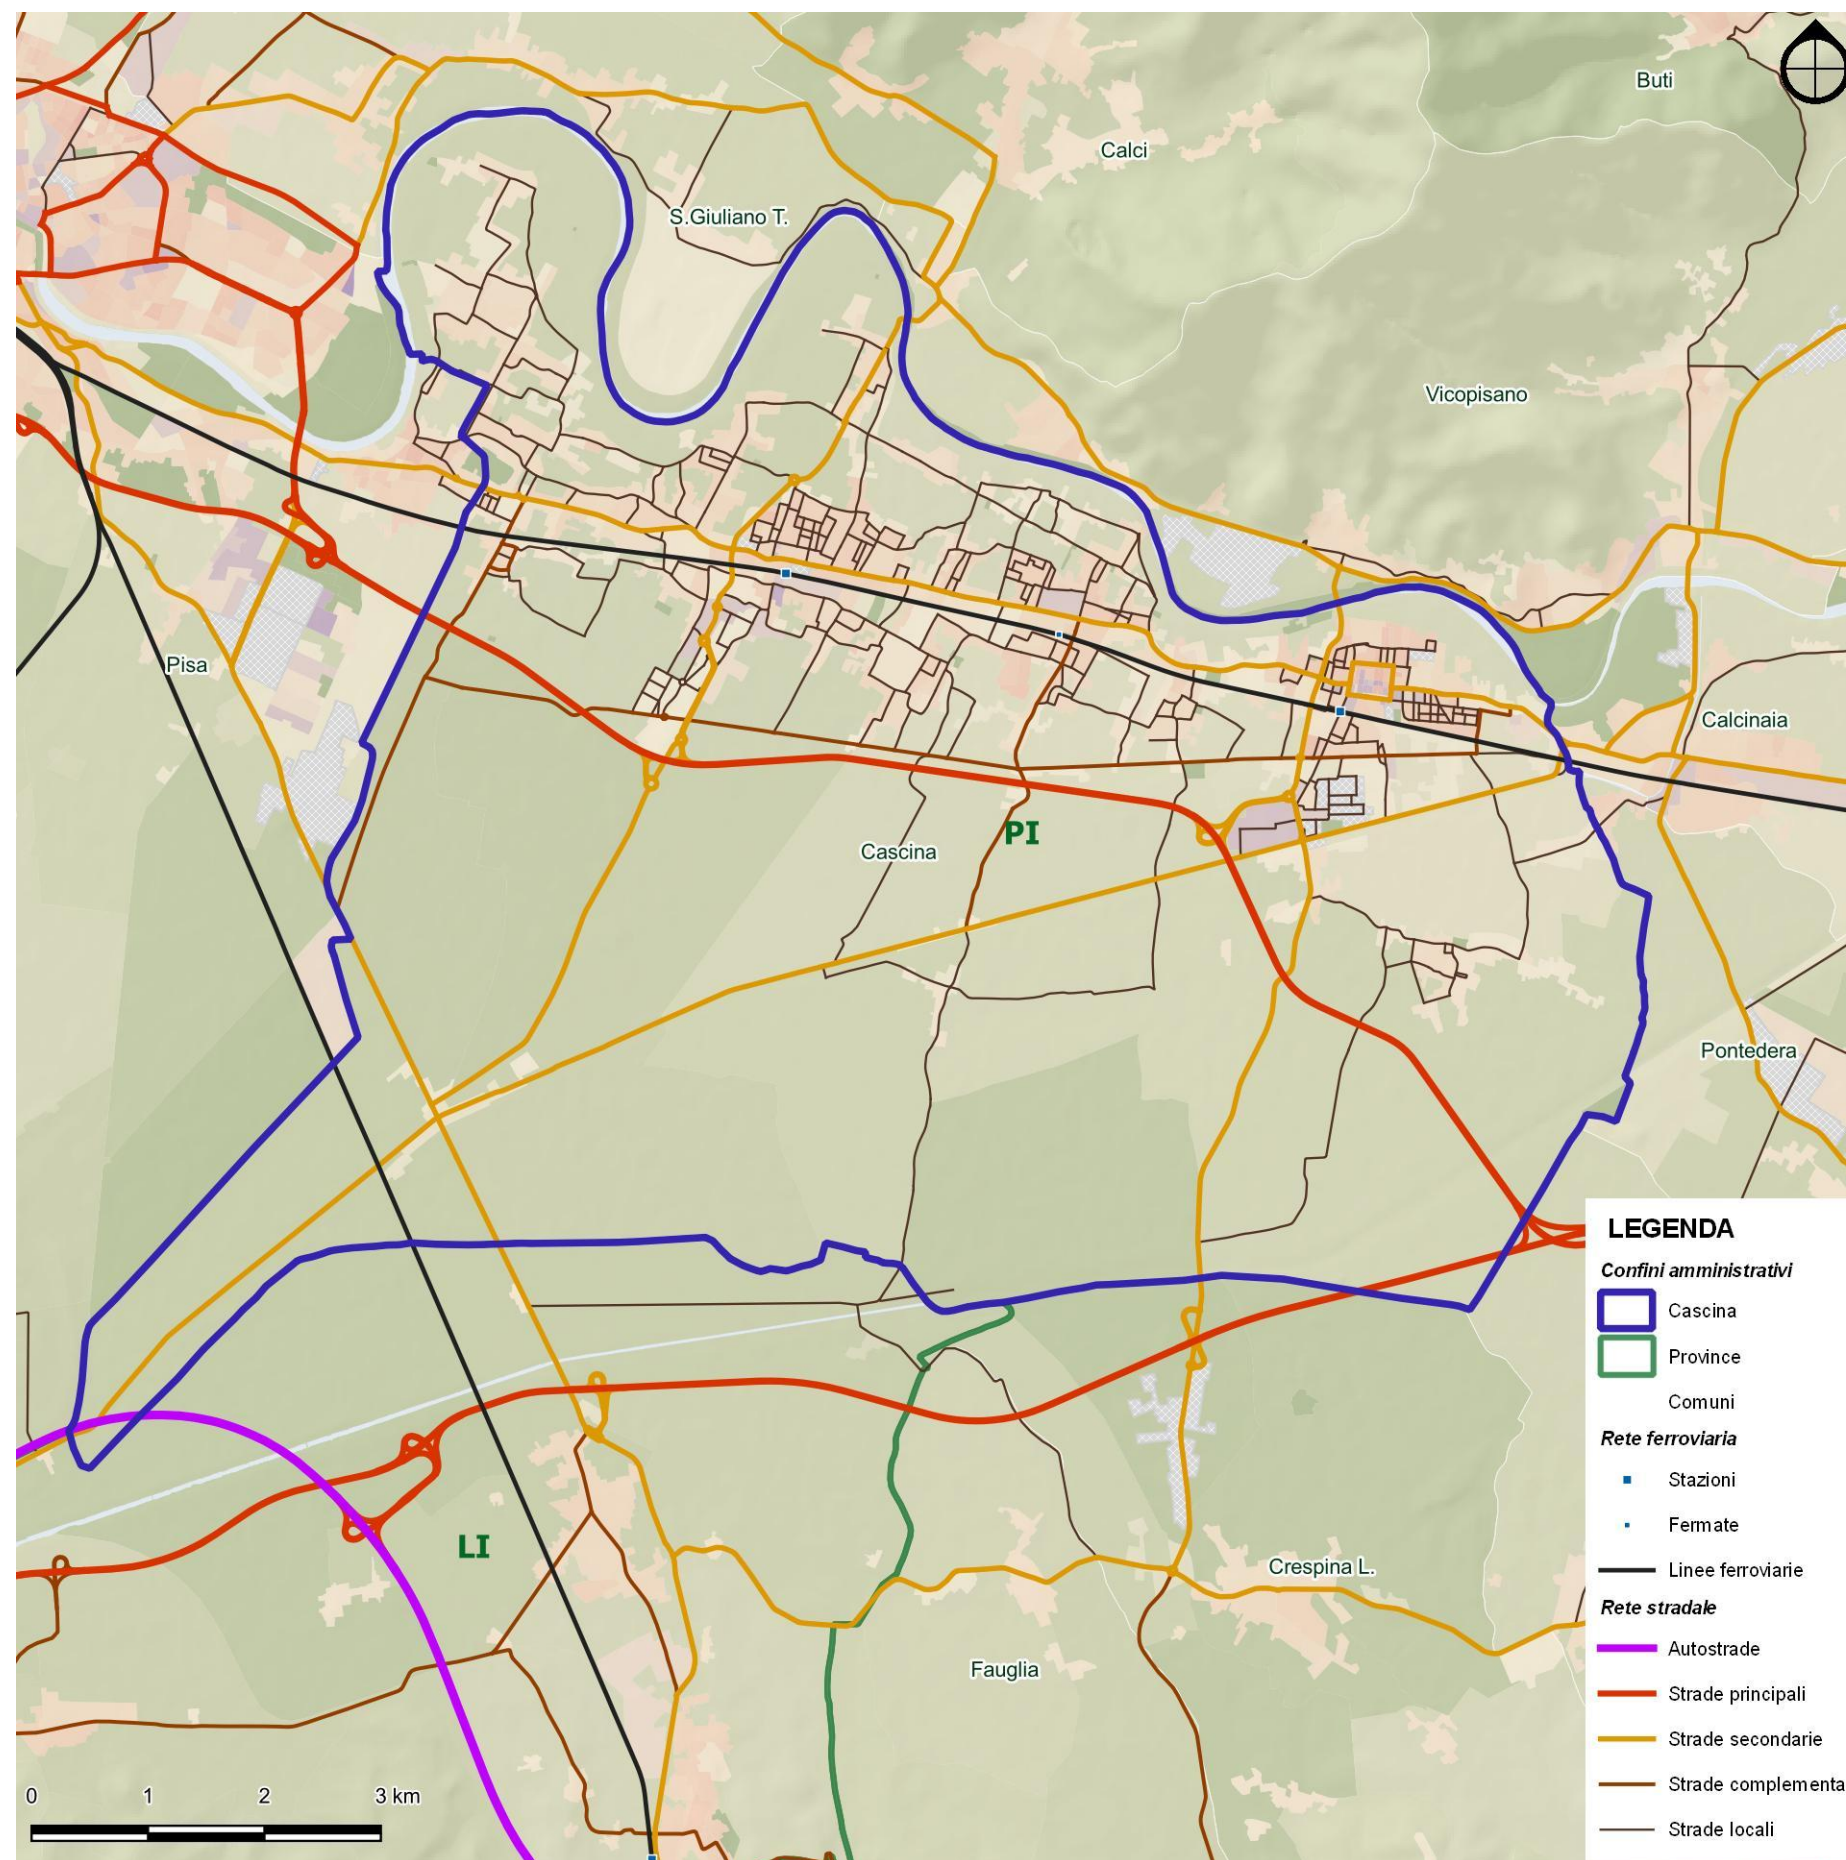 Buti
Calci
S.Giuliano T.
Vicopisano
Pisa
Calcinaia
PI
Cascina
Pontedera
LI
Crespina L.
Fauglia
0 1 2 3 km
LEGENDA
Confini amministrativi
Cascina
Province
Comuni
Rete ferroviaria
Stazioni
Fermate
Linee ferroviarie
Rete stradale
Autostrade
Strade principali
Strade secondarie
Strade complementa
Strade locali